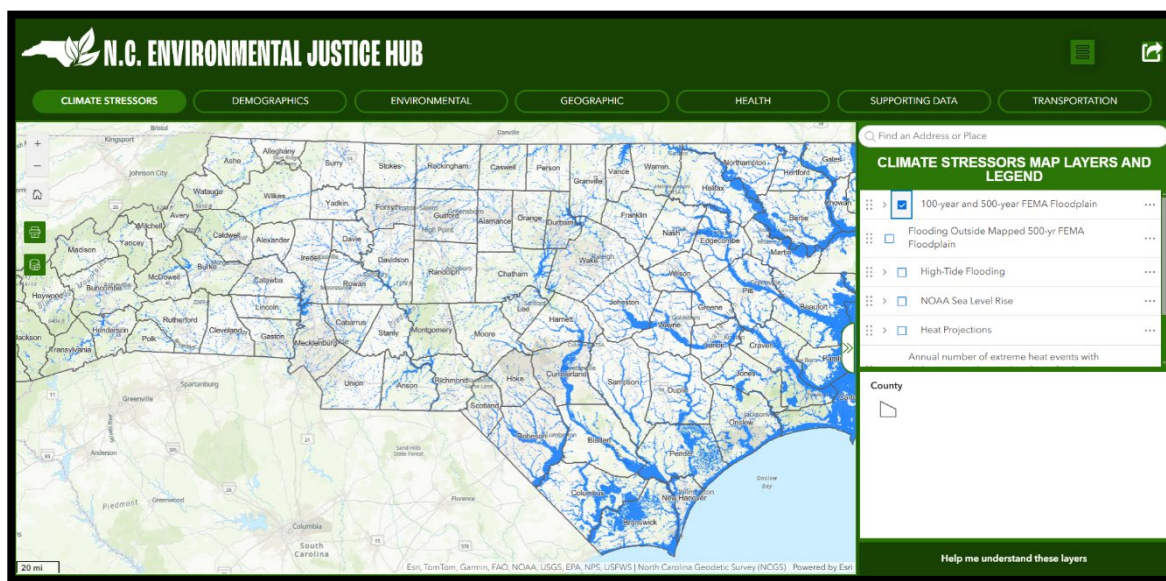 N.C. ENVIRONMENTAL JUSTICE HUB
CLIMATE STRESSORS
DEMOGRAPHICS
ENVIRONMENTAL
GEOGRAPHIC
HEALTH
SUPPORTING DATA
TRANSPORTATION
Find an Address or Place
CLIMATE STRESSORS MAP LAYERS AND
LEGEND
100-year and 500-year FEMA Floodplain
Flooding Outside Mapped 500-yr FEMA
Floodplain
High-Tide Flooding
NOAA Sea Level Rise
Heat Projections
Annual number of extreme heat events with
County
Help me understand these layers
Bristol
Kingsport
Danville
Johnson City
Ashe
Alleghany
Surry
Stokes
Rockingham
Caswell
Person
Granville
Vance
Warren
Northampton
Gates
Hertford
Halifax
Watauga
Wilkes
Yadkin
Forsyth
Greensboro
Guilford
High Point
Alamance
Orange
Durham
Franklin
Nash
Edgecombe
Bertie
Martin
Avery
Mitchell
Yancey
Madison
Caldwell
Alexander
Iredell
Davie
Davidson
Randolph
Chatham
Wake
Raleigh
Wilson
Pitt
Beaufort
Haywood
Buncombe
McDowell
Burke
Catawba
Rowan
Lincoln
Cabarrus
Stanly
Montgomery
Moore
Lee
Harnett
Johnston
Wayne
Greene
Craven
Jackson
Transylvania
Henderson
Polk
Rutherford
Cleveland
Gaston
Mecklenburg
Union
Anson
Richmond
Hoke
Cumberland
Sampson
Duplin
Jones
Onslow
Scotland
Robeson
Bladen
Pender
Columbus
New Hanover
Brunswick
Spartanburg
Greenville
Anderson
Sand Hills
State Forest
Florence
Piedmont
Greenwood
Columbia
South
Carolina
Onslow
Bay
20 mi
Esri, TomTom, Garmin, FAO, NOAA, USGS, EPA, NPS, USFWS | North Carolina Geodetic Survey (NCGS)
Powered by Esri